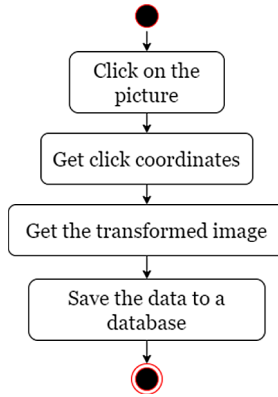 Click on the
picture
Get click coordinates
Get the transformed image
Save the data to a
database